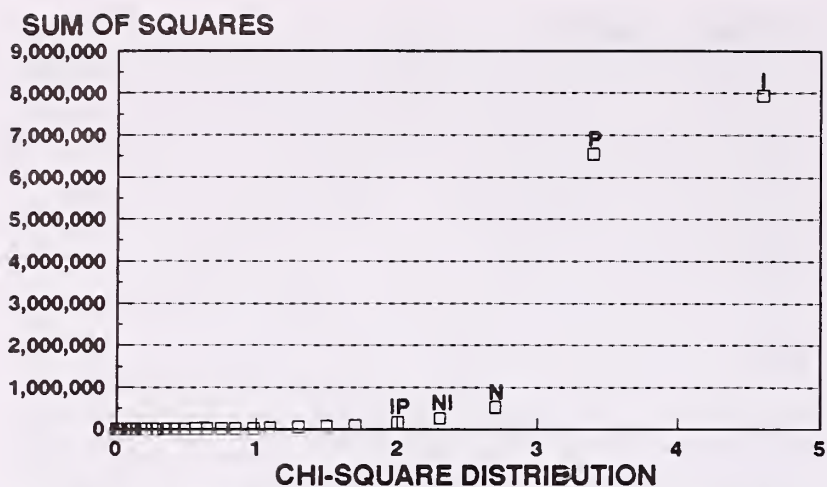 SUM OF SQUARES
9,000,000
8,000,000
7,000,000
6,000,000
5,000,000
4,000,000
3,000,000
2,000,000
1,000,000
0
I
P
IP NI N
0 1 2 3 4 5
CHI-SQUARE DISTRIBUTION